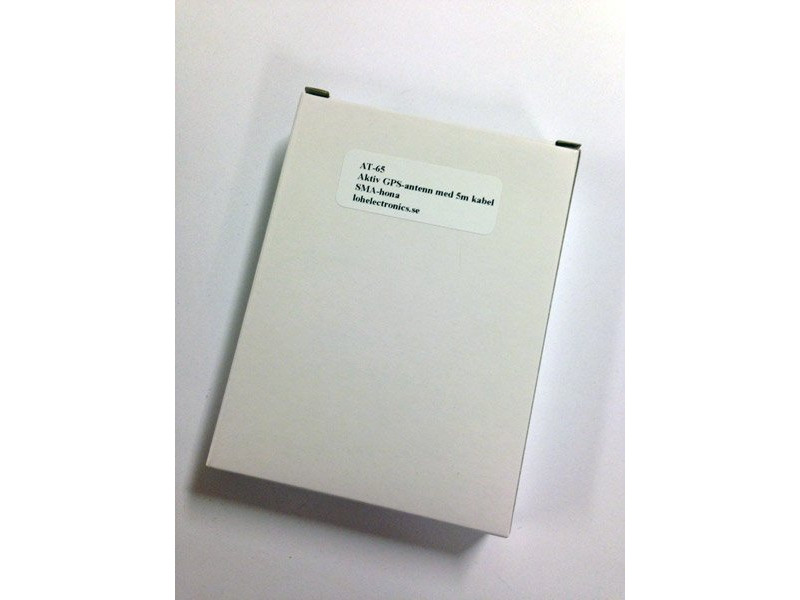 AT-65
Aktiv GPS-antenn med 5m kabel
SMA-hona
lohelectronics.se